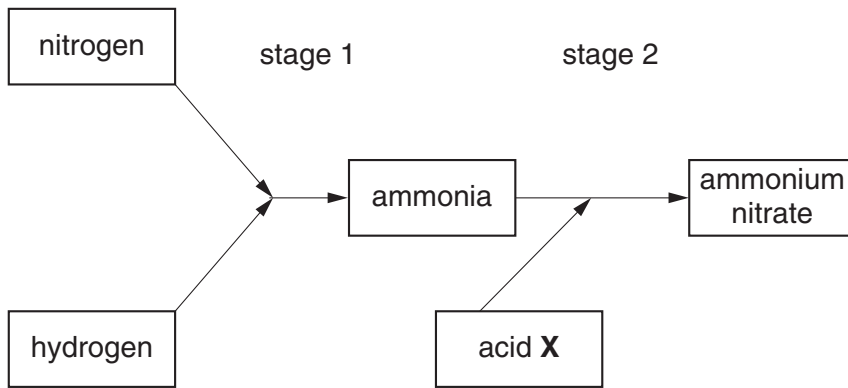 nitrogen
stage 1
stage 2
ammonia
ammonium
nitrate
hydrogen
acid X